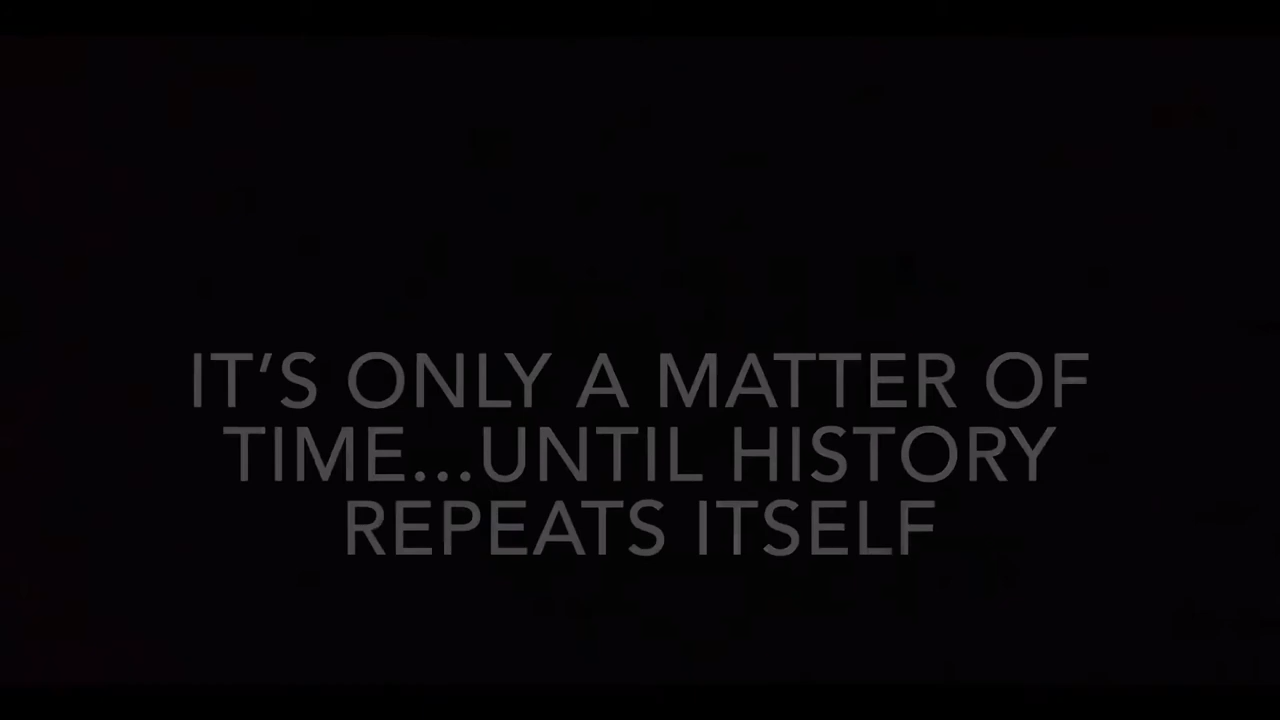 IT’S ONLY A MATTER OF
TIME...UNTIL HISTORY
REPEATS ITSELF